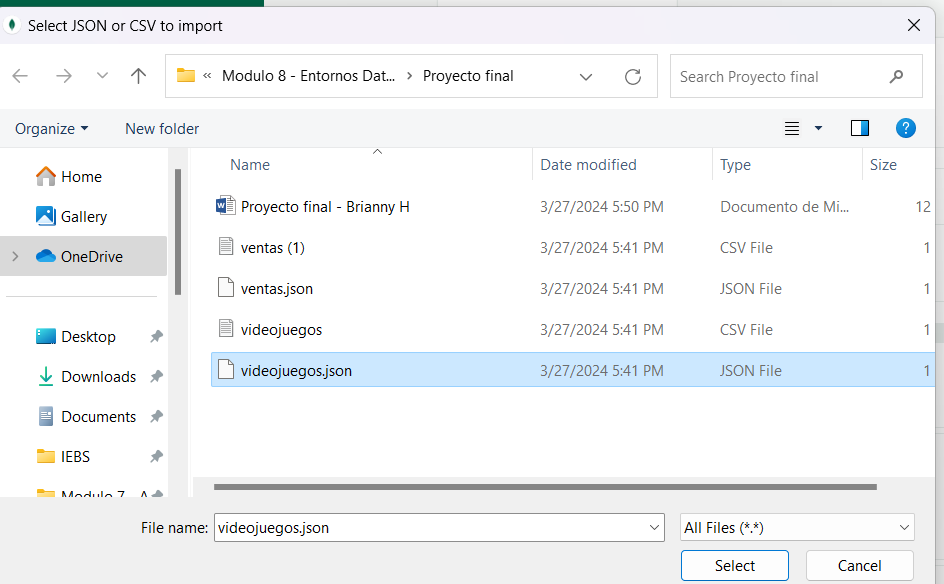 Select JSON or CSV to import
« Modulo 8 - Entornos Dat... > Proyecto final
Search Proyecto final
Organize
New folder
?
Name
Date modified
Type
Size
Home
Gallery
OneDrive
Desktop
Downloads
Documents
IEBS
Modulo 7 - A
Proyecto final - Brianny H 3/27/2024 5:50 PM Documento de Mi... 12
ventas (1) 3/27/2024 5:41 PM CSV File 1
ventas.json 3/27/2024 5:41 PM JSON File 1
videojuegos 3/27/2024 5:41 PM CSV File 1
videojuegos.json 3/27/2024 5:41 PM JSON File 1
File name: videojuegos.json
All Files (*.*)
Select
Cancel